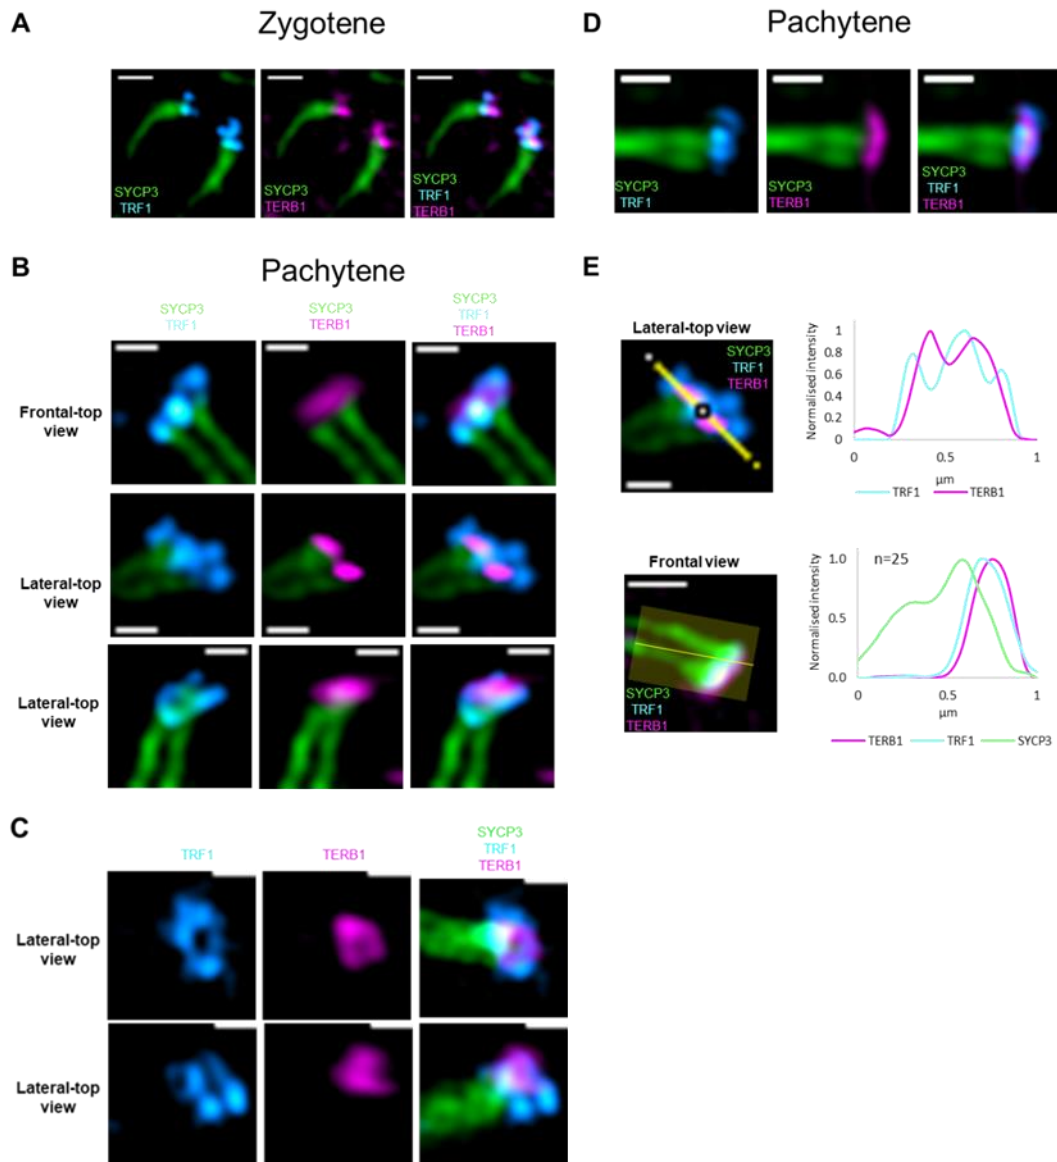 A
Zygotene
SYCP3
TRF1
SYCP3
TERB1
SYCP3
TRF1
TERB1
B
Pachytene
SYCP3
TRF1
SYCP3
TERB1
SYCP3
TRF1
TERB1
Frontal-top
view
Lateral-top
view
Lateral-top
view
C
TRF1
TERB1
SYCP3
TRF1
TERB1
Lateral-top
view
Lateral-top
view
D
Pachytene
SYCP3
TRF1
SYCP3
TERB1
SYCP3
TRF1
TERB1
E
Lateral-top view
SYCP3
TRF1
TERB1
Normalised intensity
1
0.8
0.6
0.4
0.2
0
0
0.5
1
μm
TRF1
TERB1
Frontal view
SYCP3
TRF1
TERB1
n=25
Normalised intensity
1.0
0.5
0.0
0
0.5
1
μm
TERB1
TRF1
SYCP3